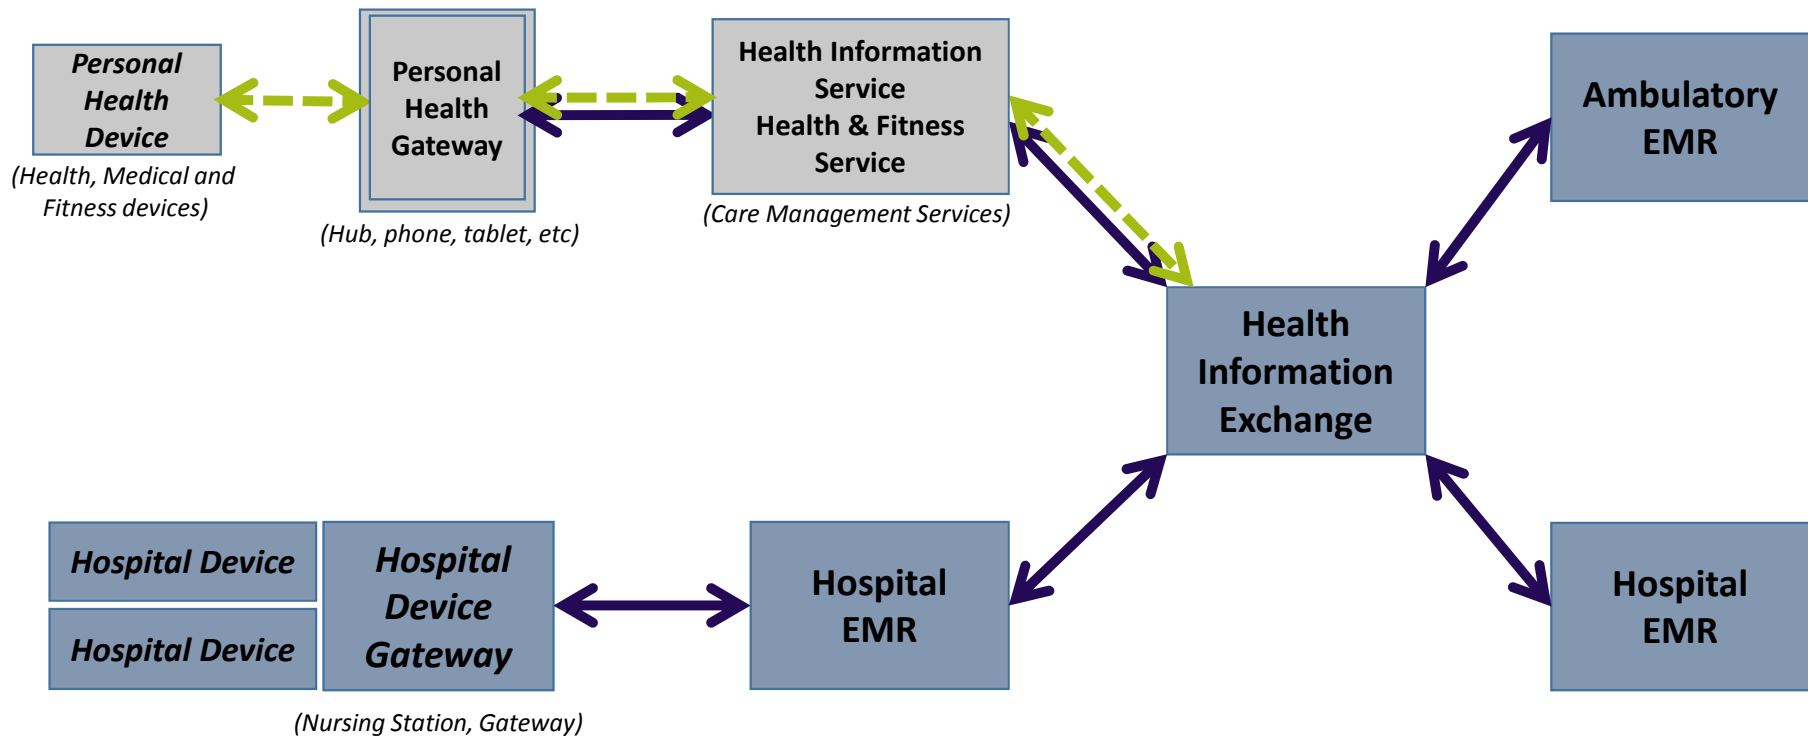 Personal
Health
Device
(Health, Medical and
Fitness devices)
Personal
Health
Gateway
(Hub, phone, tablet, etc)
Health Information
Service
Health & Fitness
Service
(Care Management Services)
Ambulatory
EMR
Health
Information
Exchange
Hospital Device
Hospital Device
Hospital
Device
Gateway
(Nursing Station, Gateway)
Hospital
EMR
Hospital
EMR